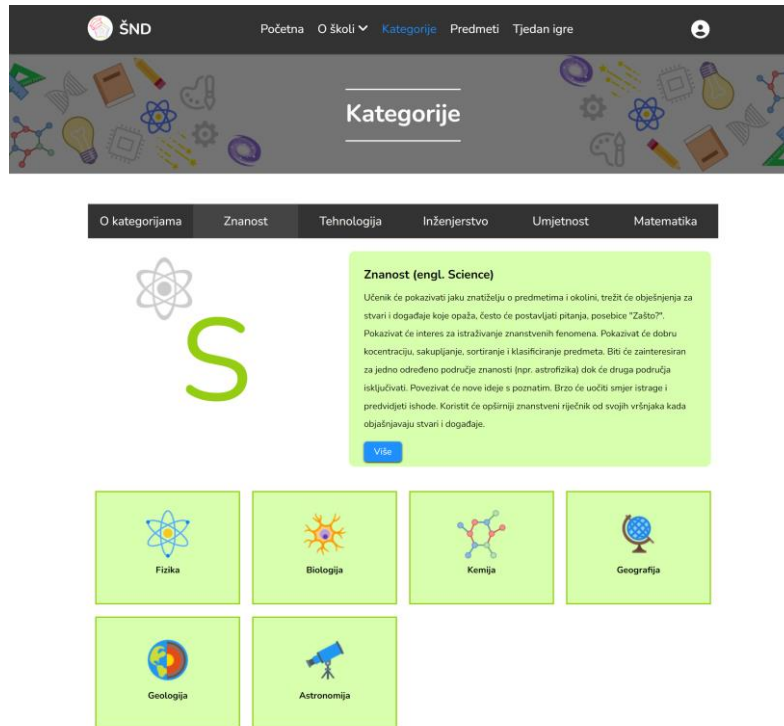 ŠND
Početna O školi Kategorije Predmeti Tjedan igre
Kategorije
O kategorijama Znanost Tehnologija Inženjerstvo Umjetnost Matematika
S
Znanost (engl. Science)
Učenik će pokazivati jaku znatiželju o predmetima i okolini, trežit će obješnjenja za
stvari i događaje koje opaža, često će postavljati pitanja, posebice "Zašto?".
Pokazivat će interes za istraživanje znanstvenih fenomena. Pokazivat će dobru
kocentraciju, sakupljanje, sortiranje i klasificiranje predmeta. Biti će zainteresiran
za jedno određeno područje znanosti (npr. astrofizika) dok će druga područja
isključivati. Povezivat će nove ideje s poznatim. Brzo će uočiti smjer istrage i
predvidjeti ishode. Koristit će opširniji znanstveni riječnik od svojih vršnjaka kada
objašnjavaju stvari i događaje.
Više
Fizika Biologija Kemija Geografija
Geologija Astronomija